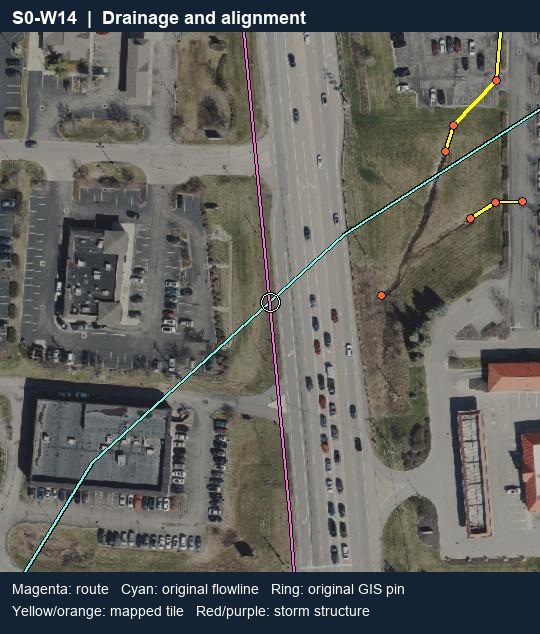 S0-W14 | Drainage and alignment
Magenta: route Cyan: original flowline Ring: original GIS pin
Yellow/orange: mapped tile Red/purple: storm structure